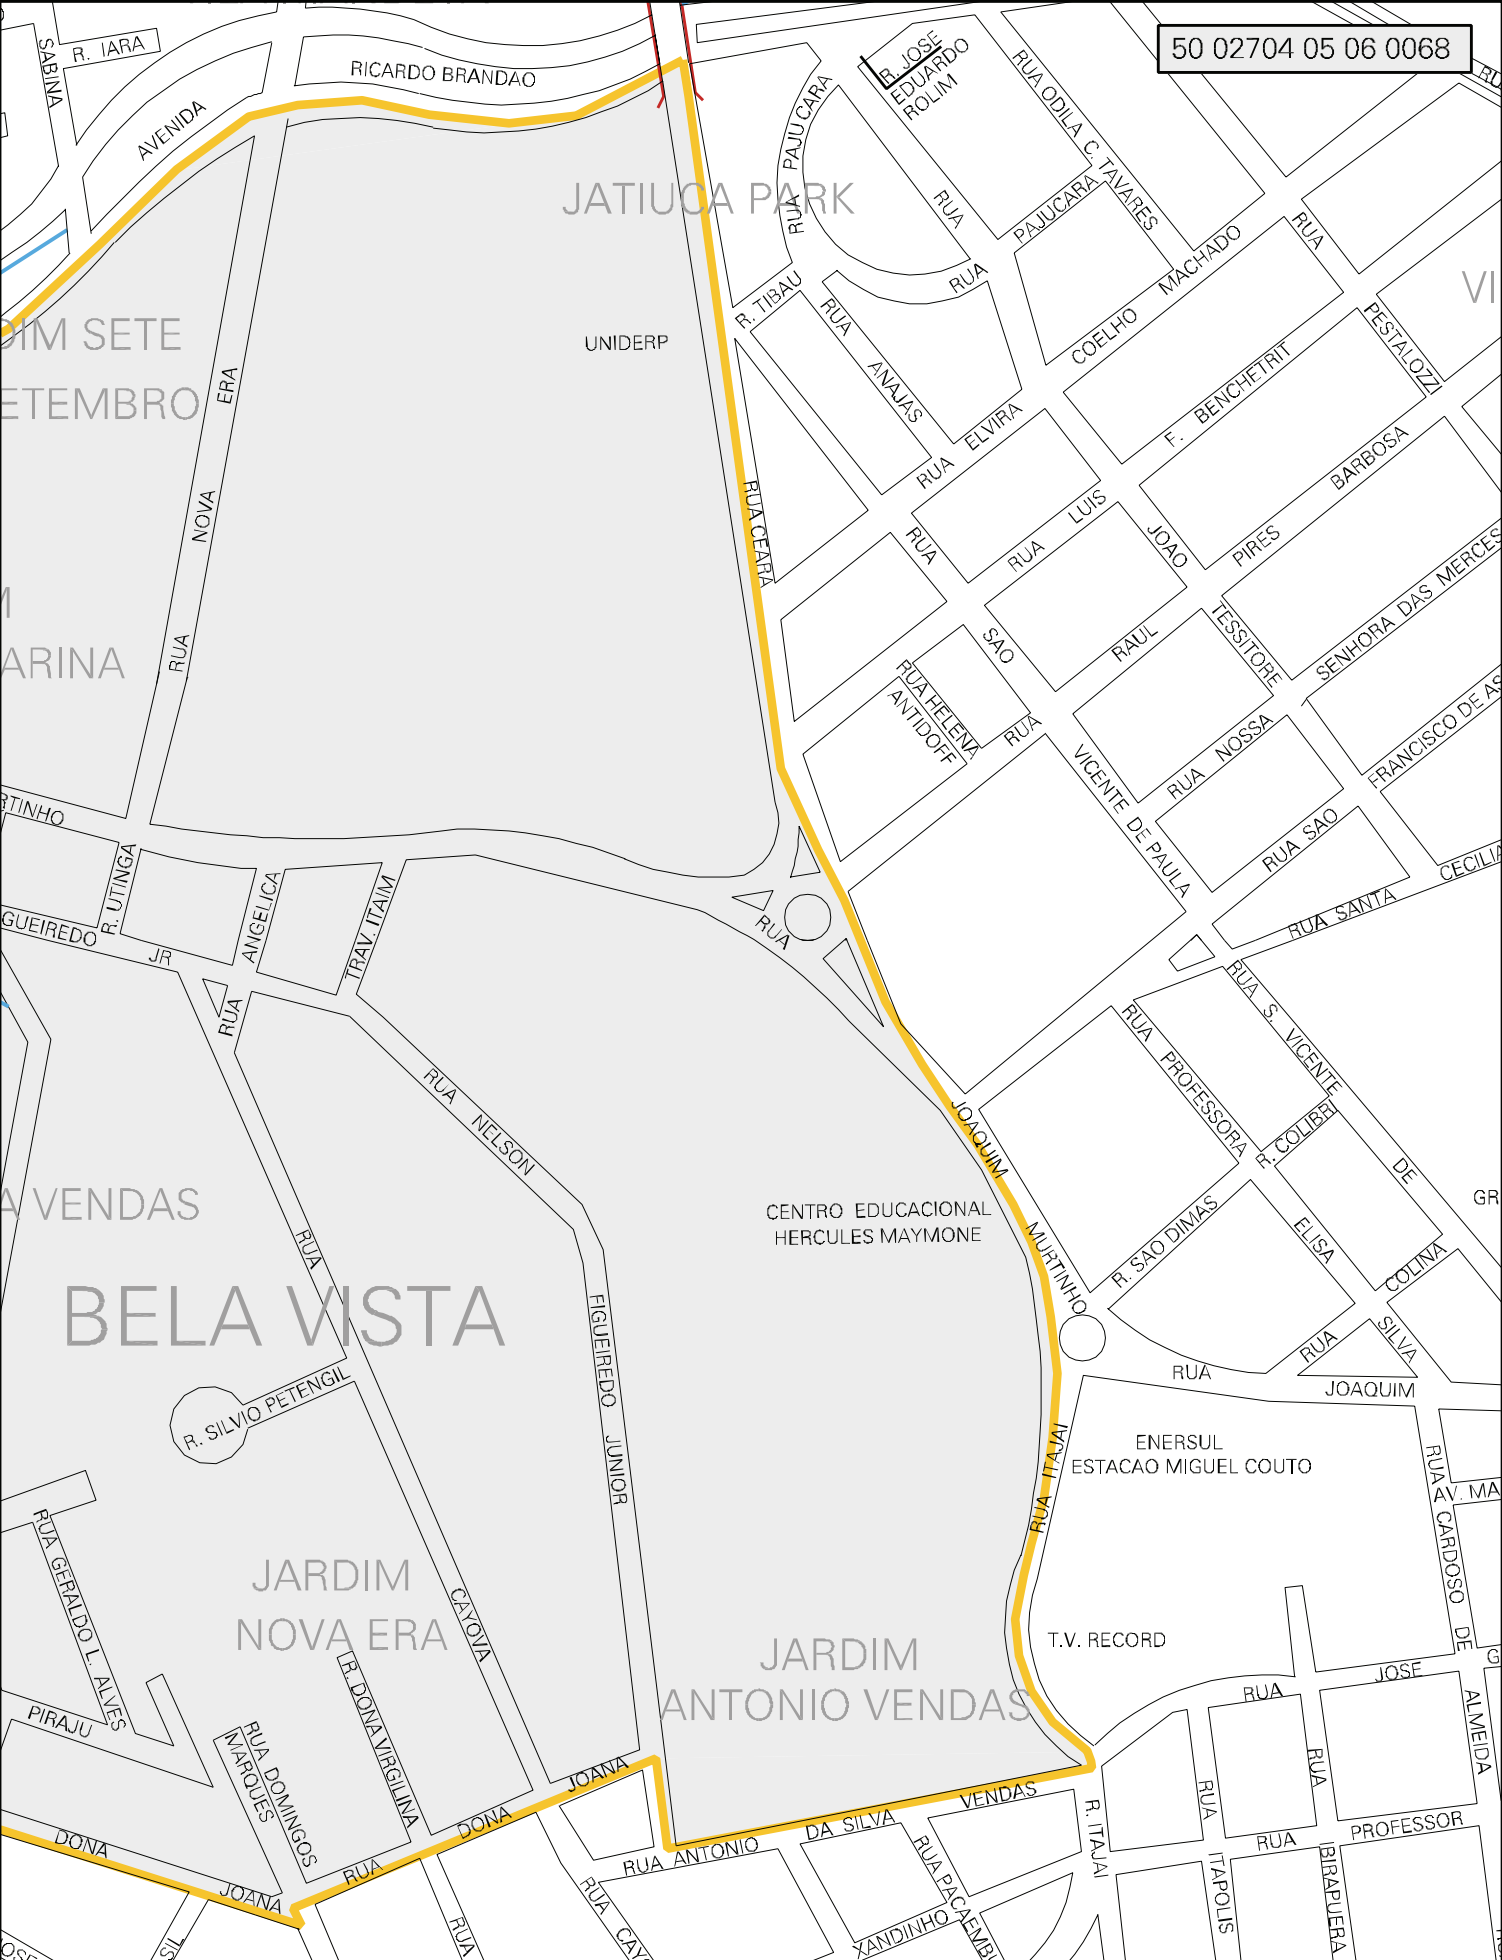 50 02704 05 06 0068
SABINA
R. IARA
AVENIDA
RICARDO BRANDAO
R. JOSE
EDUARDO
ROLIM
RUA ODILA C. TAVARES
RUA PAJUCARA
JATIUCA PARK
RUA
PAJUCARA
RUA
COELHO MACHADO
RUA
PESTALOZZI
VI
R. TIBAU
RUA ANAJAS
DIM SETE
ETEMBRO
UNIDERP
RUA NOVA ERA
RUA ELVIRA
F. BENCHETRIT
RUA CEARA
RUA LUIS
JOAO
PIRES BARBOSA
RUA
SAO
RAUL
TESSITORE
SENHORA DAS MERCES
ARINA
RUA HELENA
ANTIDOFF
RUA
VICENTE DE PAULA
RUA NOSSA
FRANCISCO DE AS
RTINHO
R. UTINGA
ANGELICA
TRAV. ITAIM
RUA SAO
CECILIA
RUA SANTA
GUEIREDO
JR
RUA
RUA
RUA S. VICENTE
DE
RUA PROFESSORA
R. COLIBRI
RUA NELSON
JOAQUIM
MURTINHO
A VENDAS
CENTRO EDUCACIONAL
HERCULES MAYMONE
GR
R. SAO DIMAS
ELISA
COLINA
SILVA
RUA
RUA
BELA VISTA
FIGUEIREDO JUNIOR
RUA
JOAQUIM
R. SILVIO PETENGIL
RUA ITAJAI
ENERSUL
ESTACAO MIGUEL COUTO
RUA
AV. MA
CARDOSO DE
ALMEIDA
RUA GERALDO L. ALVES
JARDIM
NOVA ERA
CAYOVA
JARDIM
ANTONIO VENDAS
T.V. RECORD
JOSE
RUA
PIRAJU
RUA DOMINGOS
MARQUES
R. DONA VIRGILINA
RUA
RUA
JOANA
DONA
RUA
DONA
JOANA
RUA ANTONIO
DA SILVA
VENDAS
R. ITAJAI
ITAPOLIS
RUA
PROFESSOR
IBIRAPUERA
RUA PACAEMBU
XANDINHO
RUA CAY
RUA
SIL